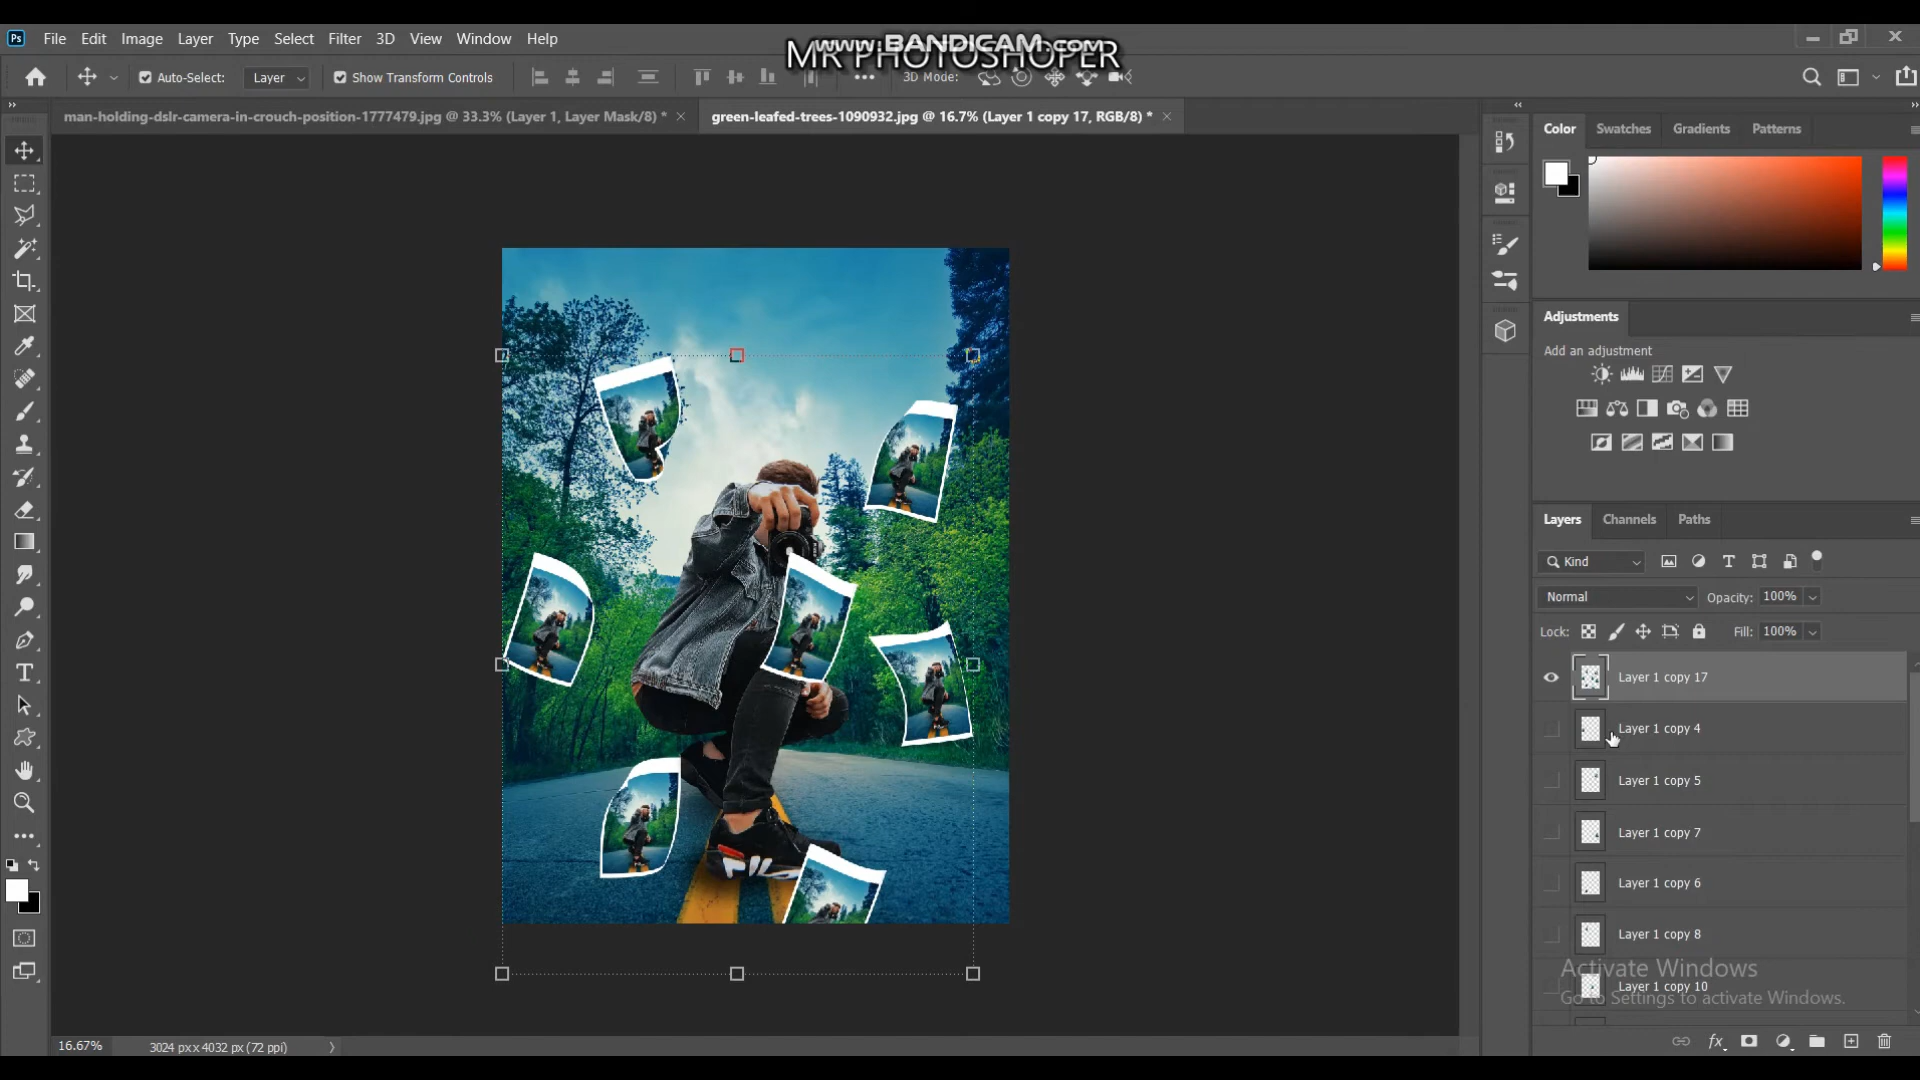 Ps File Edit Image Layer Type Select Filter 3D View Window Help
www.BANDICAM.com
MR PHOTOSHOPER
Auto-Select: Layer Show Transform Controls 3D Mode:
man-holding-dslr-camera-in-crouch-position-1777479.jpg @ 33.3% (Layer 1, Layer Mask/8) *
green-leafed-trees-1090932.jpg @ 16.7% (Layer 1 copy 17, RGB/8) *
Color Swatches Gradients Patterns
Adjustments
Add an adjustment
Layers Channels Paths
Kind
Normal Opacity: 100%
Lock: Fill: 100%
Layer 1 copy 17
Layer 1 copy 4
Layer 1 copy 5
Layer 1 copy 7
Layer 1 copy 6
Layer 1 copy 8
Layer 1 copy 10
Activate Windows
Go to Settings to activate Windows.
FILA
16.67% 3024 px x 4032 px (72 ppi)
fx